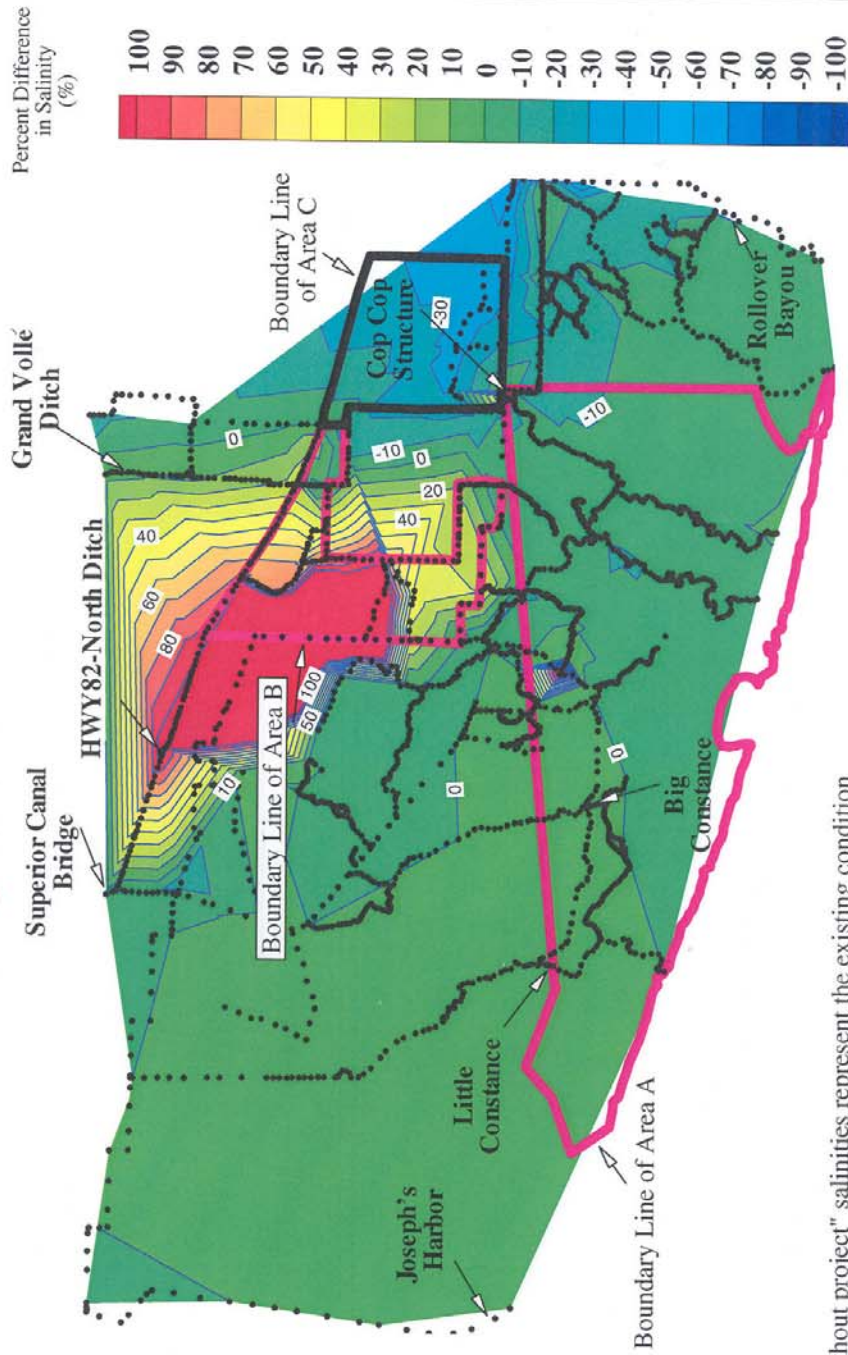 Percent Difference
in Salinity
(%)
100
90
80
70
60
50
40
30
20
10
0
-10
-20
-30
-40
-50
-60
-70
-80
-90
-100
Grand Vollé
Ditch
HWY82-North Ditch
Superior Canal
Bridge
Boundary Line
of Area C
Cop Cop
Structure
-30
0
-10
0
20
40
40
60
80
100
50
10
Boundary Line of Area B
0
0
-10
Rollover
Bayou
Big
Constance
Little
Constance
Joseph's
Harbor
Boundary Line of Area A
hout project" salinities represent the existing condition